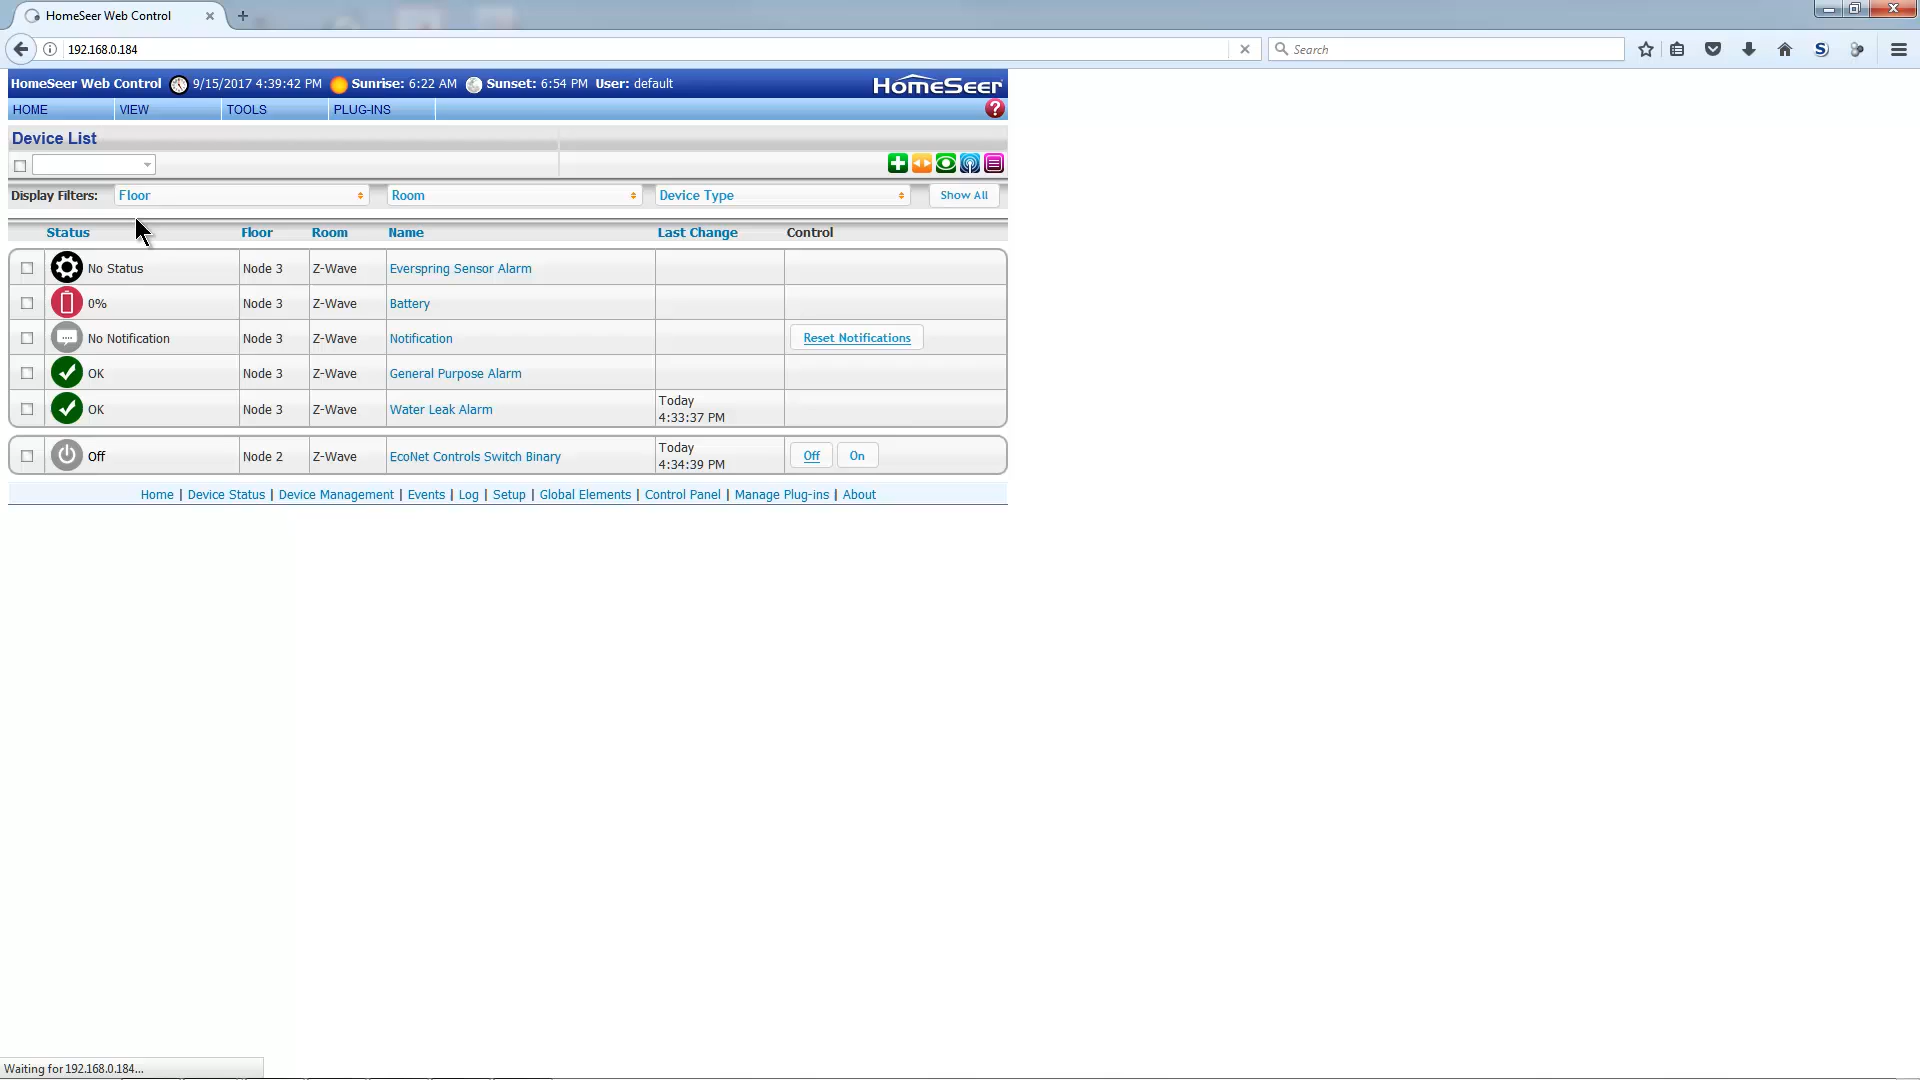 HomeSeer Web Control
192.168.0.184
Search
HomeSeer Web Control 9/15/2017 4:39:42 PM Sunrise: 6:22 AM Sunset: 6:54 PM User: default HomeSeer
HOME VIEW TOOLS PLUG-INS ?
Device List
Display Filters: Floor Room Device Type Show All
Status Floor Room Name Last Change Control
No Status Node 3 Z-Wave Everspring Sensor Alarm
0% Node 3 Z-Wave Battery
No Notification Node 3 Z-Wave Notification Reset Notifications
OK Node 3 Z-Wave General Purpose Alarm
OK Node 3 Z-Wave Water Leak Alarm Today
4:33:37 PM
Off Node 2 Z-Wave EcoNet Controls Switch Binary Today
4:34:39 PM Off On
Home | Device Status | Device Management | Events | Log | Setup | Global Elements | Control Panel | Manage Plug-ins | About
Waiting for 192.168.0.184...